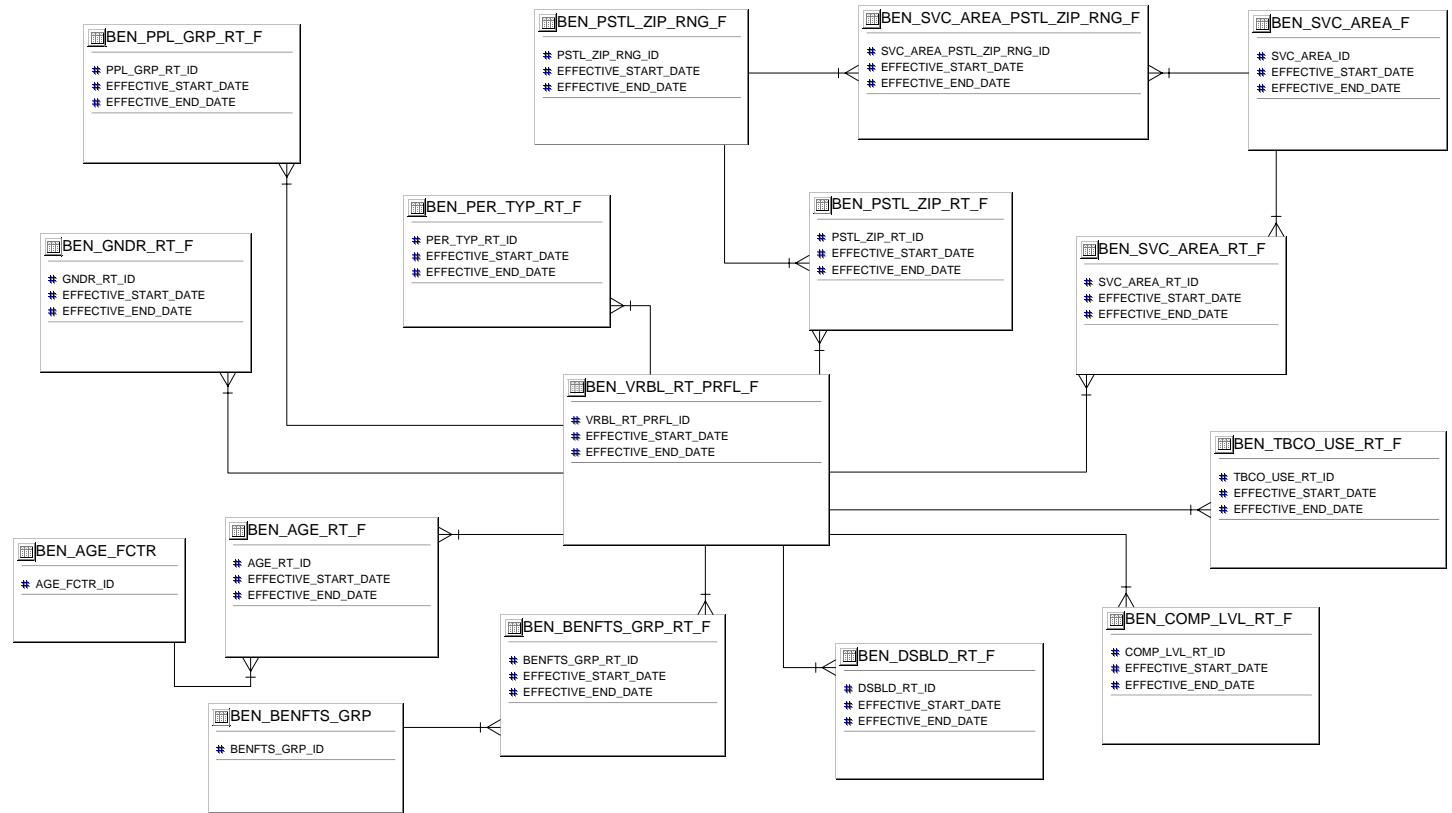 BEN_PPL_GRP_RT_F
# PPL_GRP_RT_ID
# EFFECTIVE_START_DATE
# EFFECTIVE_END_DATE
BEN_PSTL_ZIP_RNG_F
# PSTL_ZIP_RNG_ID
# EFFECTIVE_START_DATE
# EFFECTIVE_END_DATE
BEN_SVC_AREA_PSTL_ZIP_RNG_F
# SVC_AREA_PSTL_ZIP_RNG_ID
# EFFECTIVE_START_DATE
# EFFECTIVE_END_DATE
BEN_SVC_AREA_F
# SVC_AREA_ID
# EFFECTIVE_START_DATE
# EFFECTIVE_END_DATE
BEN_GNDR_RT_F
# GNDR_RT_ID
# EFFECTIVE_START_DATE
# EFFECTIVE_END_DATE
BEN_PER_TYP_RT_F
# PER_TYP_RT_ID
# EFFECTIVE_START_DATE
# EFFECTIVE_END_DATE
BEN_PSTL_ZIP_RT_F
# PSTL_ZIP_RT_ID
# EFFECTIVE_START_DATE
# EFFECTIVE_END_DATE
BEN_SVC_AREA_RT_F
# SVC_AREA_RT_ID
# EFFECTIVE_START_DATE
# EFFECTIVE_END_DATE
BEN_VRBL_RT_PRFL_F
# VRBL_RT_PRFL_ID
# EFFECTIVE_START_DATE
# EFFECTIVE_END_DATE
BEN_TBCO_USE_RT_F
# TBCO_USE_RT_ID
# EFFECTIVE_START_DATE
# EFFECTIVE_END_DATE
BEN_AGE_FCTR
# AGE_FCTR_ID
BEN_AGE_RT_F
# AGE_RT_ID
# EFFECTIVE_START_DATE
# EFFECTIVE_END_DATE
BEN_BENFTS_GRP_RT_F
# BENFTS_GRP_RT_ID
# EFFECTIVE_START_DATE
# EFFECTIVE_END_DATE
BEN_DSBLD_RT_F
# DSBLD_RT_ID
# EFFECTIVE_START_DATE
# EFFECTIVE_END_DATE
BEN_COMP_LVL_RT_F
# COMP_LVL_RT_ID
# EFFECTIVE_START_DATE
# EFFECTIVE_END_DATE
BEN_BENFTS_GRP
# BENFTS_GRP_ID